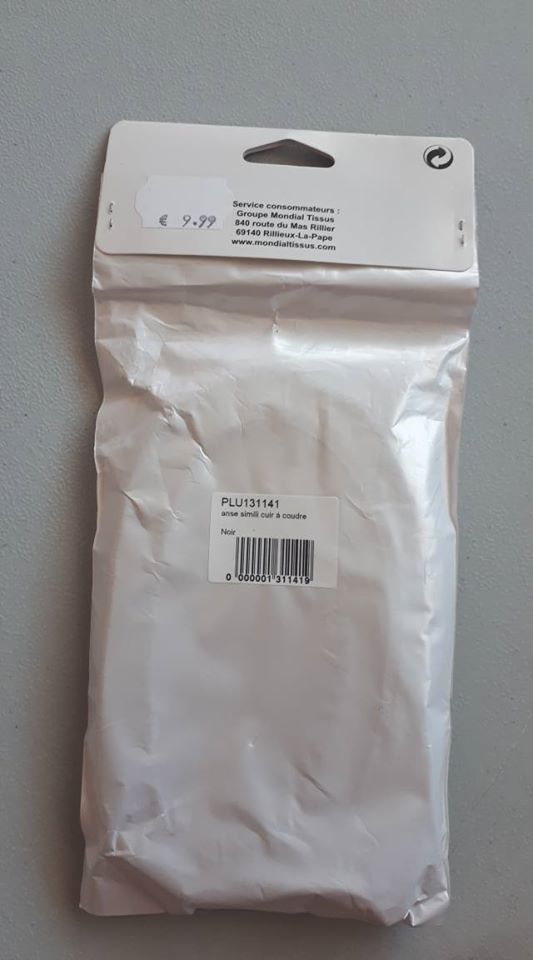 € 9.99
Service consommateurs :
Groupe Mondial Tissus
840 route du Mas Rillier
69140 Rillieux-La-Pape
www.mondialtissus.com
PLU131141
anse simili cuir à coudre
Noir
0 000001 311419